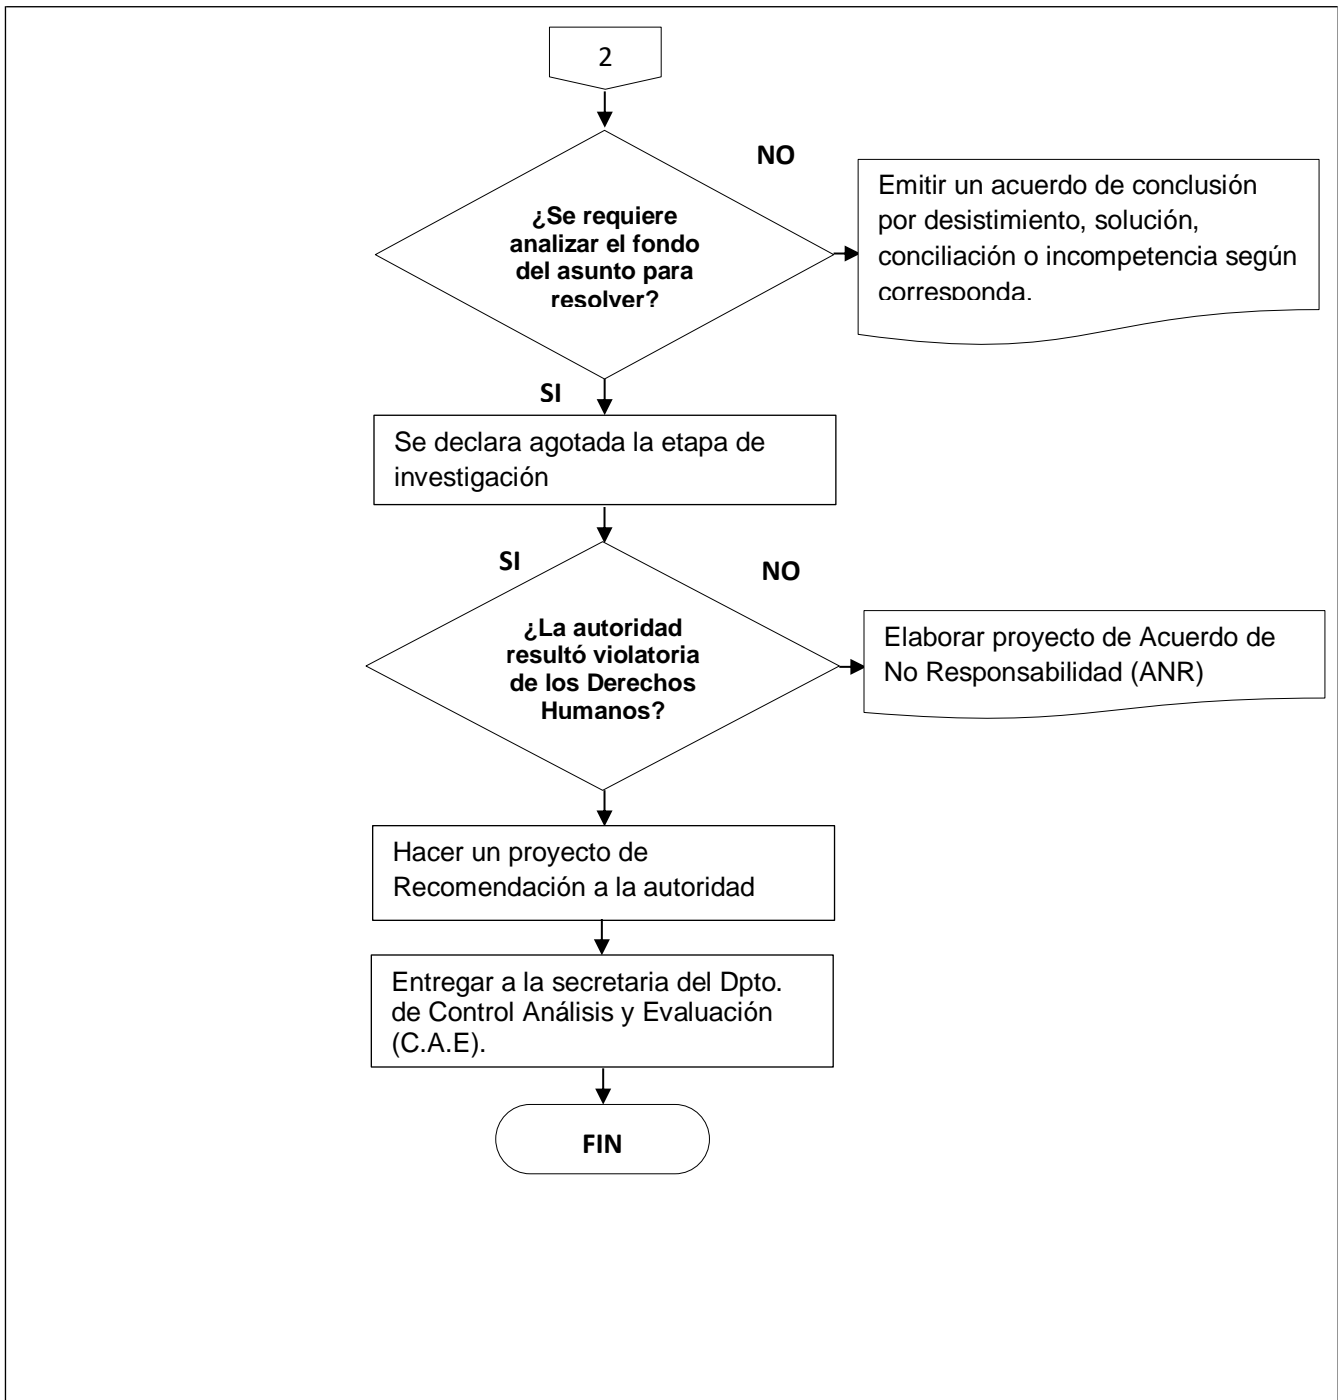 2
NO
¿Se requiere
analizar el fondo
del asunto para
resolver?
Emitir un acuerdo de conclusión
por desistimiento, solución,
conciliación o incompetencia según
corresponda.
SI
Se declara agotada la etapa de
investigación
SI
NO
¿La autoridad
resultó violatoria
de los Derechos
Humanos?
Elaborar proyecto de Acuerdo de
No Responsabilidad (ANR)
Hacer un proyecto de
Recomendación a la autoridad
Entregar a la secretaria del Dpto.
de Control Análisis y Evaluación
(C.A.E).
FIN